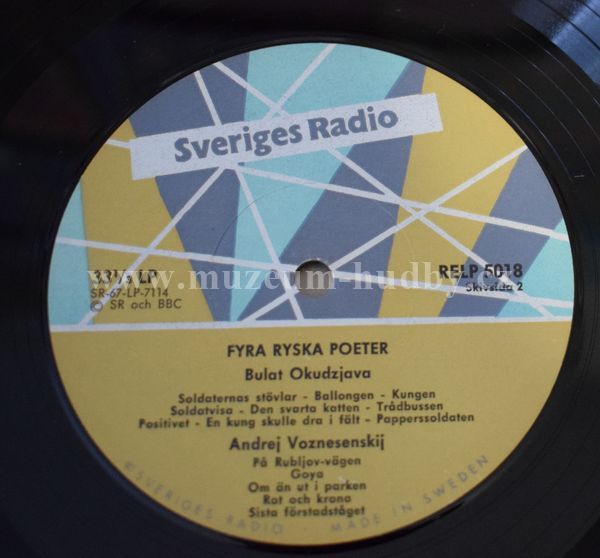 Sveriges Radio
33⅓ LP
SR-67-LP-7114
© SR och BBC
RELP 5018
Skivsida 2
www.muzeum-hudby
FYRA RYSKA POETER
Bulat Okudzjava
Soldaternas stövlar - Ballongen - Kungen
Soldatvisa - Den svarta katten - Trådbussen
Positivet - En kung skulle dra i fält - Papperssoldaten
Andrej Voznesenskij
På Rubljov-vägen
Goya
Om än ut i parken
Rot och krona
Sista förstadståget
© SVERIGES RADIO - MADE IN SWEDEN